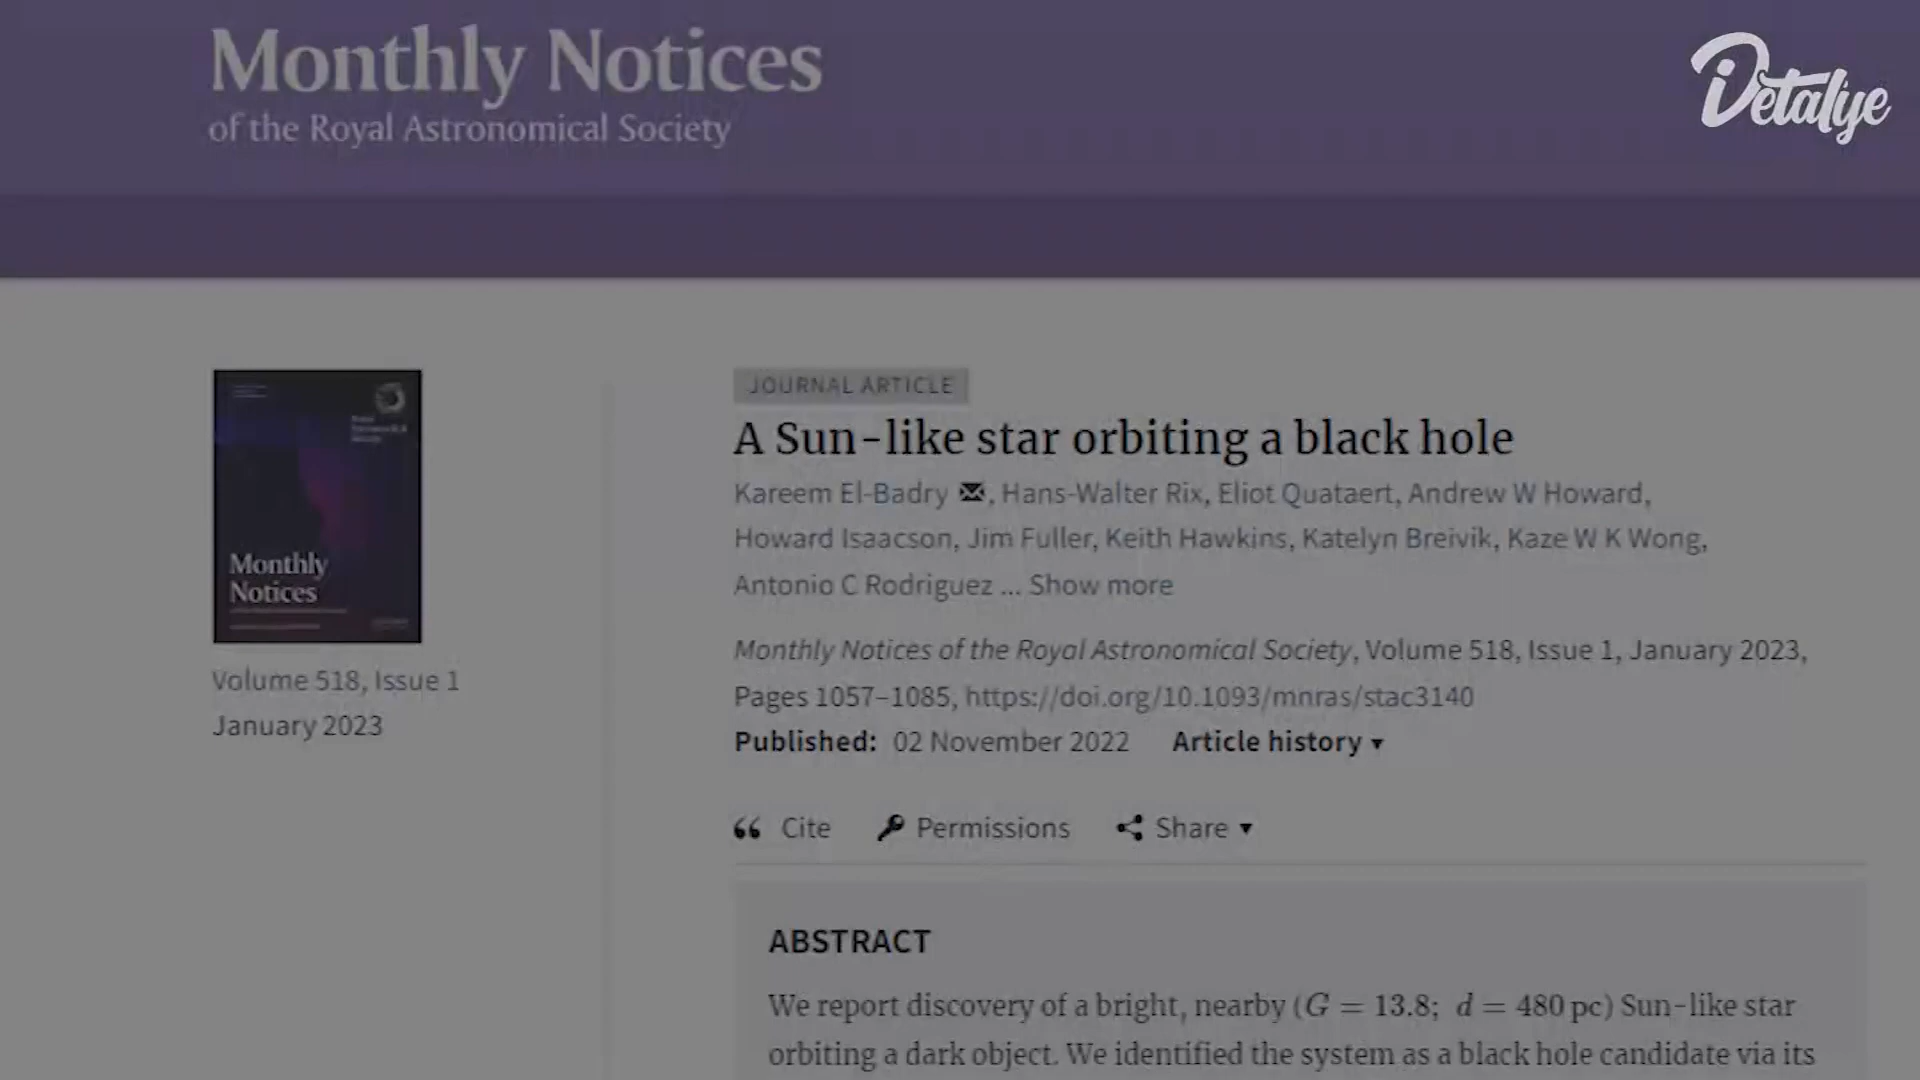 Monthly Notices
of the Royal Astronomical Society
iDetalye
JOURNAL ARTICLE
A Sun-like star orbiting a black hole
Kareem El-Badry ✉, Hans-Walter Rix, Eliot Quataert, Andrew W Howard,
Howard Isaacson, Jim Fuller, Keith Hawkins, Katelyn Breivik, Kaze W K Wong,
Antonio C Rodriguez ... Show more
Monthly Notices of the Royal Astronomical Society, Volume 518, Issue 1, January 2023,
Pages 1057–1085, https://doi.org/10.1093/mnras/stac3140
Published: 02 November 2022 Article history ▾
Monthly
Notices
Volume 518, Issue 1
January 2023
Cite Permissions Share ▾
ABSTRACT
We report discovery of a bright, nearby (G = 13.8; d = 480 pc) Sun-like star
orbiting a dark object. We identified the system as a black hole candidate via its